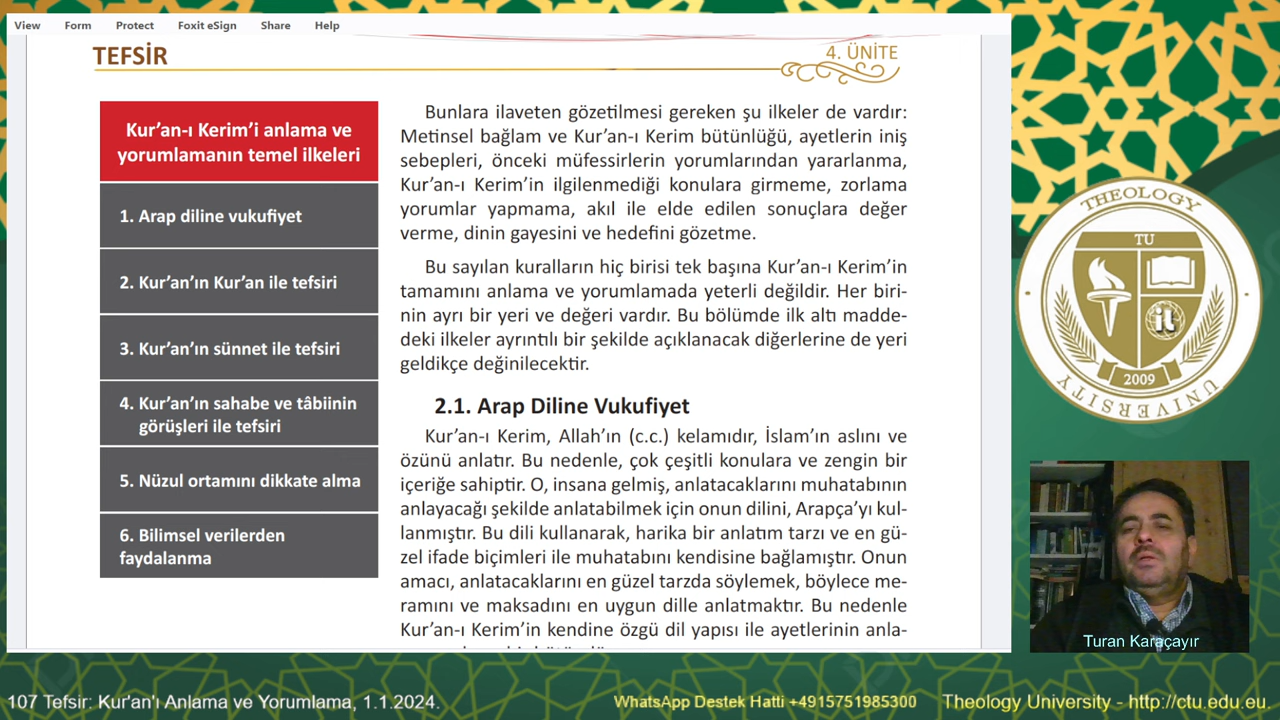 View Form Protect Foxit eSign Share Help
TEFSİR
4. ÜNİTE
Kur’an-ı Kerim’i anlama ve
yorumlamanın temel ilkeleri
1. Arap diline vukufiyet
2. Kur’an’ın Kur’an ile tefsiri
3. Kur’an’ın sünnet ile tefsiri
4. Kur’an’ın sahabe ve tâbiinin
görüşleri ile tefsiri
5. Nüzul ortamını dikkate alma
6. Bilimsel verilerden
faydalanma
Bunlara ilaveten gözetilmesi gereken şu ilkeler de vardır:
Metinsel bağlam ve Kur’an-ı Kerim bütünlüğü, ayetlerin iniş
sebepleri, önceki müfessirlerin yorumlarından yararlanma,
Kur’an-ı Kerim’in ilgilenmediği konulara girmeme, zorlama
yorumlar yapmama, akıl ile elde edilen sonuçlara değer
verme, dinin gayesini ve hedefini gözetme.
Bu sayılan kuralların hiç birisi tek başına Kur’an-ı Kerim’in
tamamını anlama ve yorumlamada yeterli değildir. Her biri-
nin ayrı bir yeri ve değeri vardır. Bu bölümde ilk altı madde-
deki ilkeler ayrıntılı bir şekilde açıklanacak diğerlerine de yeri
geldikçe değinilecektir.
2.1. Arap Diline Vukufiyet
Kur’an-ı Kerim, Allah’ın (c.c.) kelamıdır, İslam’ın aslını ve
özünü anlatır. Bu nedenle, çok çeşitli konulara ve zengin bir
içeriğe sahiptir. O, insana gelmiş, anlatacaklarını muhatabının
anlayacağı şekilde anlatabilmek için onun dilini, Arapça’yı kul-
lanmıştır. Bu dili kullanarak, harika bir anlatım tarzı ve en gü-
zel ifade biçimleri ile muhatabını kendisine bağlamıştır. Onun
amacı, anlatacaklarını en güzel tarzda söylemek, böylece me-
ramını ve maksadını en uygun dille anlatmaktır. Bu nedenle
Kur’an-ı Kerim’in kendine özgü dil yapısı ile ayetlerinin anla-
THEOLOGY
TU
it
2009
UNIVERSITY
Turan Karaçayır
107 Tefsir: Kur'an'ı Anlama ve Yorumlama, 1.1.2024.
WhatsApp Destek Hatti +4915751985300
Theology University - http://ctu.edu.eu.